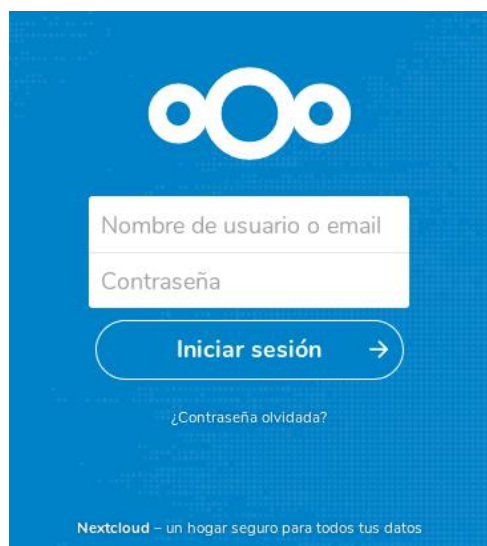 Nombre de usuario o email
Contraseña
Iniciar sesión
¿Contraseña olvidada?
Nextcloud – un hogar seguro para todos tus datos